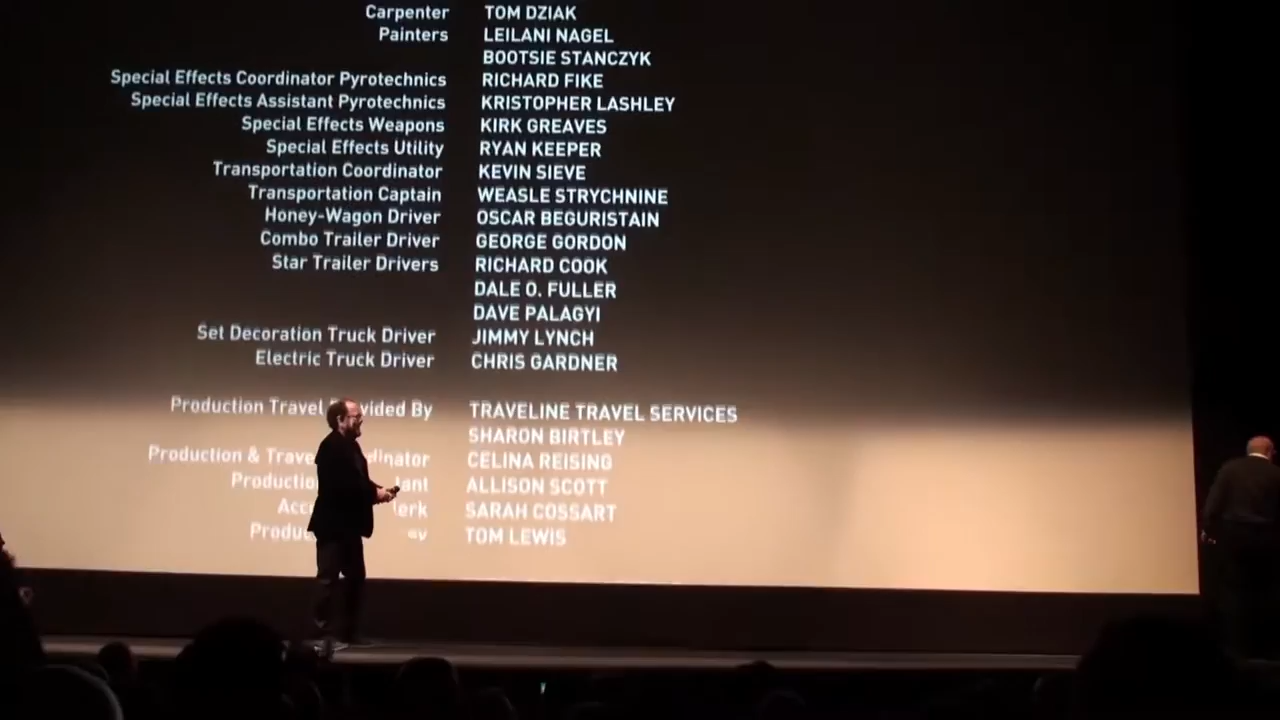 Carpenter TOM DZIAK
Painters LEILANI NAGEL
BOOTSIE STANCZYK
Special Effects Coordinator Pyrotechnics RICHARD FIKE
Special Effects Assistant Pyrotechnics KRISTOPHER LASHLEY
Special Effects Weapons KIRK GREAVES
Special Effects Utility RYAN KEEPER
Transportation Coordinator KEVIN SIEVE
Transportation Captain WEASLE STRYCHNINE
Honey-Wagon Driver OSCAR BEGURISTAIN
Combo Trailer Driver GEORGE GORDON
Star Trailer Drivers RICHARD COOK
DALE O. FULLER
DAVE PALAGYI
Set Decoration Truck Driver JIMMY LYNCH
Electric Truck Driver CHRIS GARDNER
Production Travel By TRAVELINE TRAVEL SERVICES
SHARON BIRTLEY
Production & CELINA REISING
ALLISON SCOTT
SARAH COSSART
TOM LEWIS